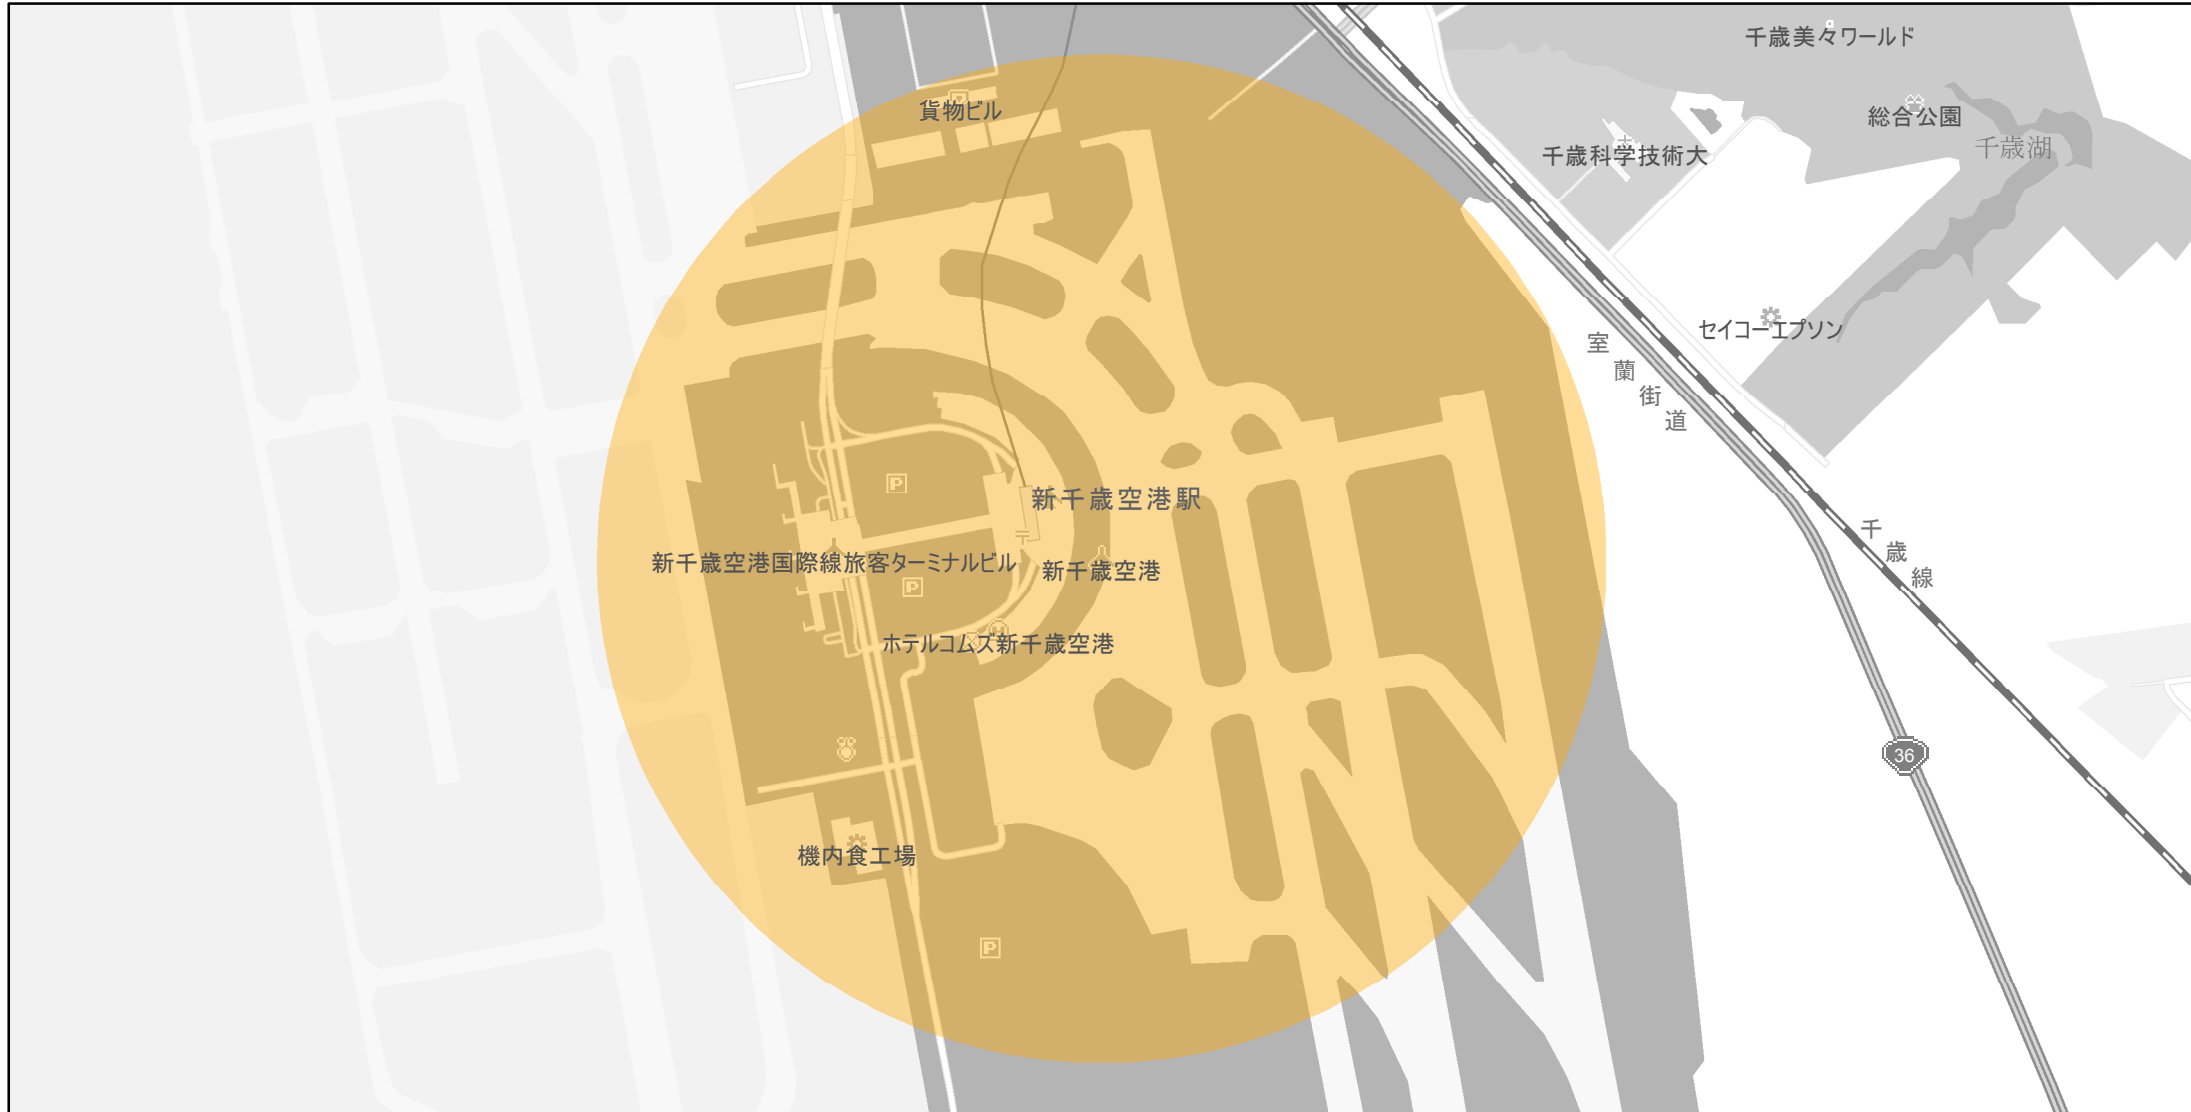 千歳美々ワールド
貨物ビル
総合公園
千歳湖
千歳科学技術大
セイコーエプソン
室蘭街道
P
新千歳空港駅
千歳線
新千歳空港国際線旅客ターミナルビル
新千歳空港
P
ホテルコムズ新千歳空港
36
機内食工場
P